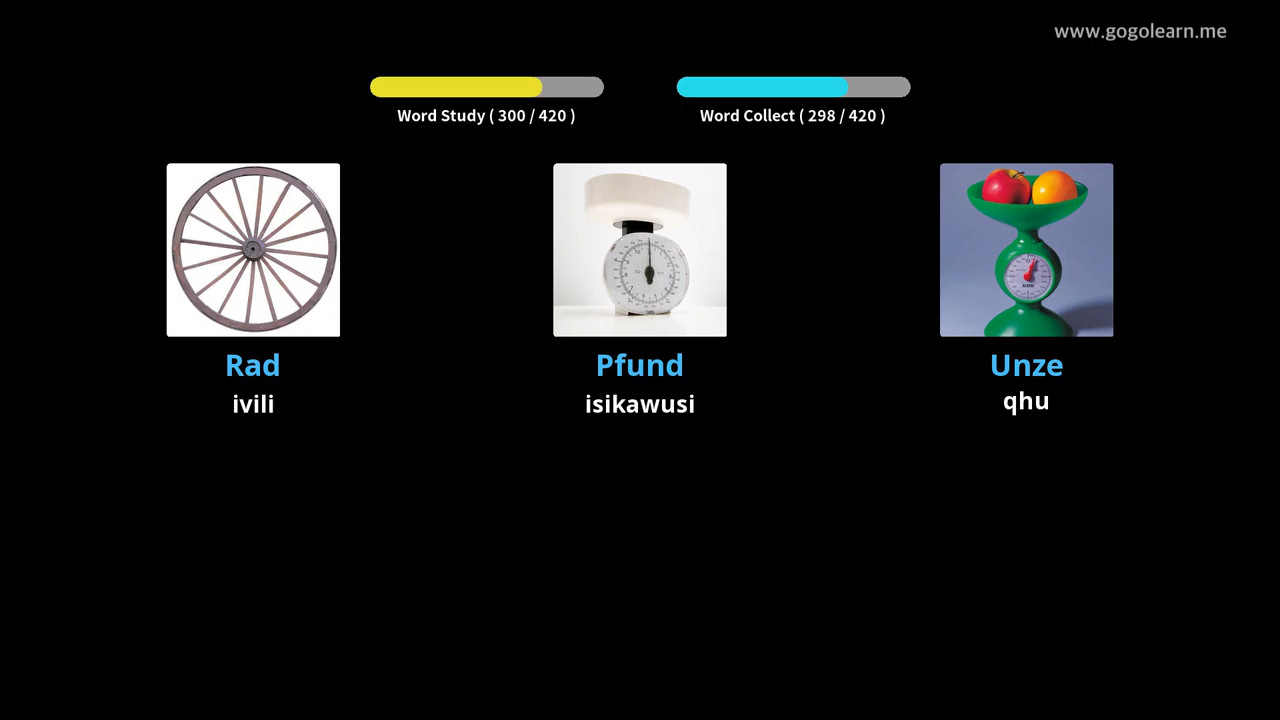 www.gogolearn.me
Word Study ( 300 / 420 )
Word Collect ( 298 / 420 )
Rad
Pfund
Unze
ivili
isikawusi
qhu